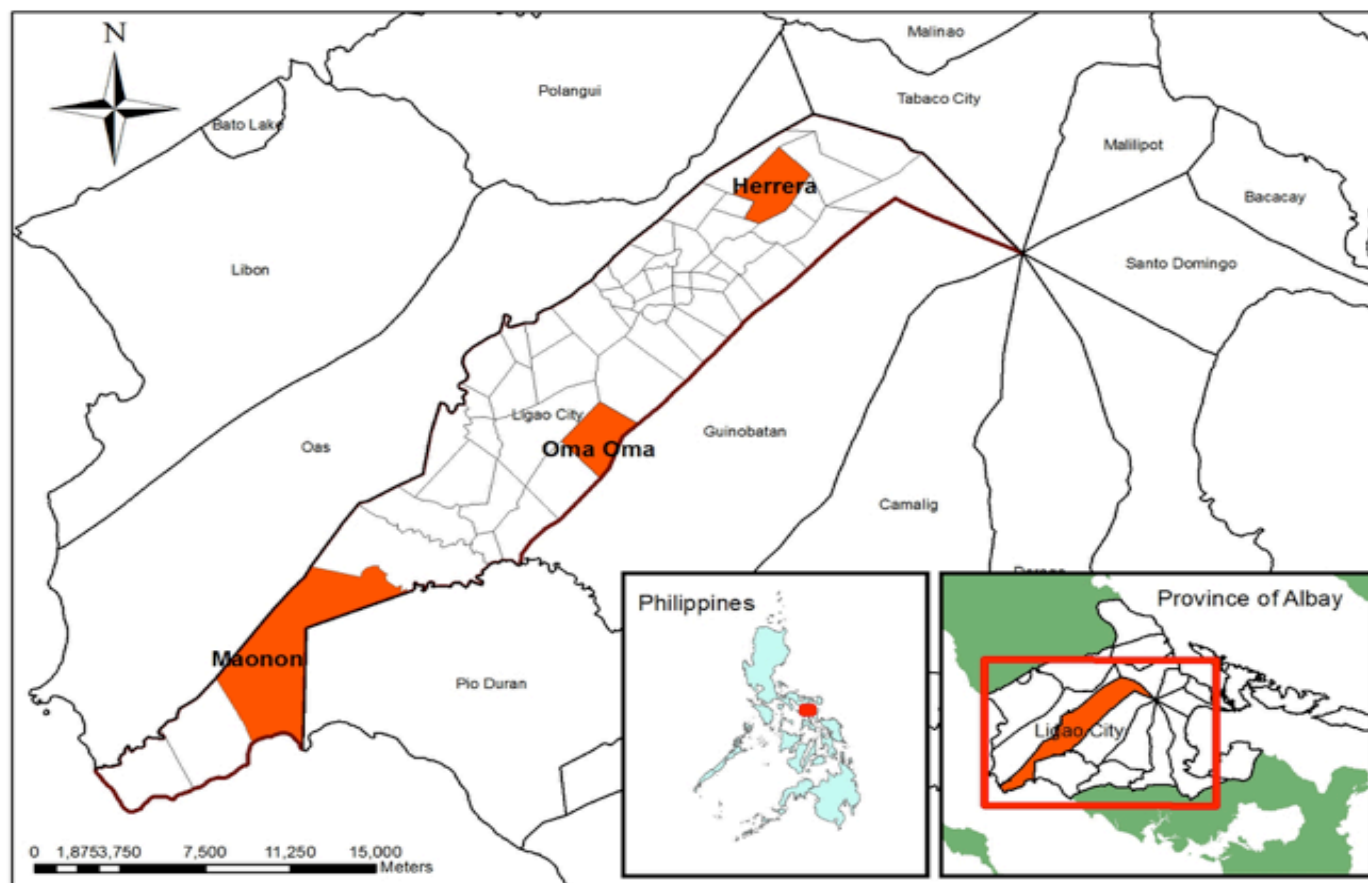 N
Malinao
Polangui
Tabaco City
Bato Lake
Malilipot
Herrera
Bacacay
Libon
Santo Domingo
Ligao City
Oas
Guinobatan
Oma Oma
Camalig
Philippines
Province of Albay
Maonon
Pio Duran
Ligao City
0 1,875 3,750 7,500 11,250 15,000
Meters